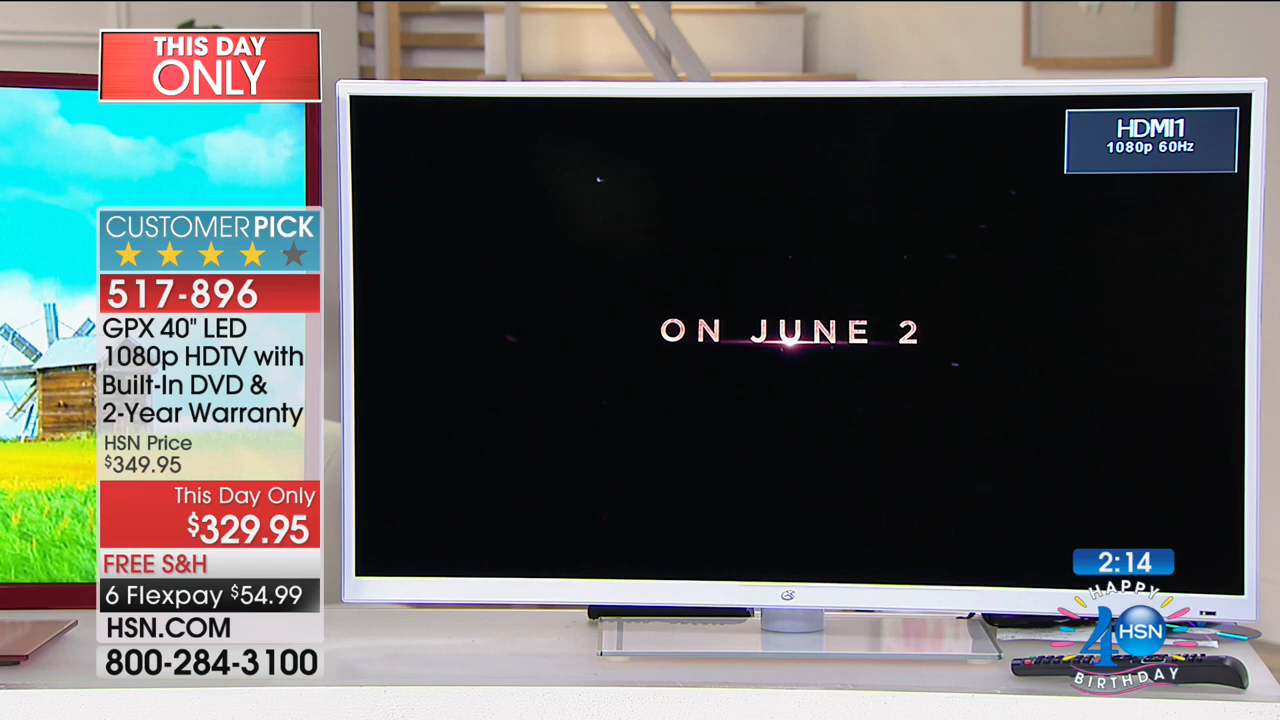 THIS DAY
ONLY
CUSTOMER PICK
517-896
GPX 40" LED
1080p HDTV with
Built-In DVD &
2-Year Warranty
HSN Price
$349.95
This Day Only
$329.95
FREE S&H
6 Flexpay $54.99
HSN.COM
800-284-3100
HDMI1
1080p 60Hz
ON JUNE 2
2:14
HAPPY
40 HSN
BIRTHDAY